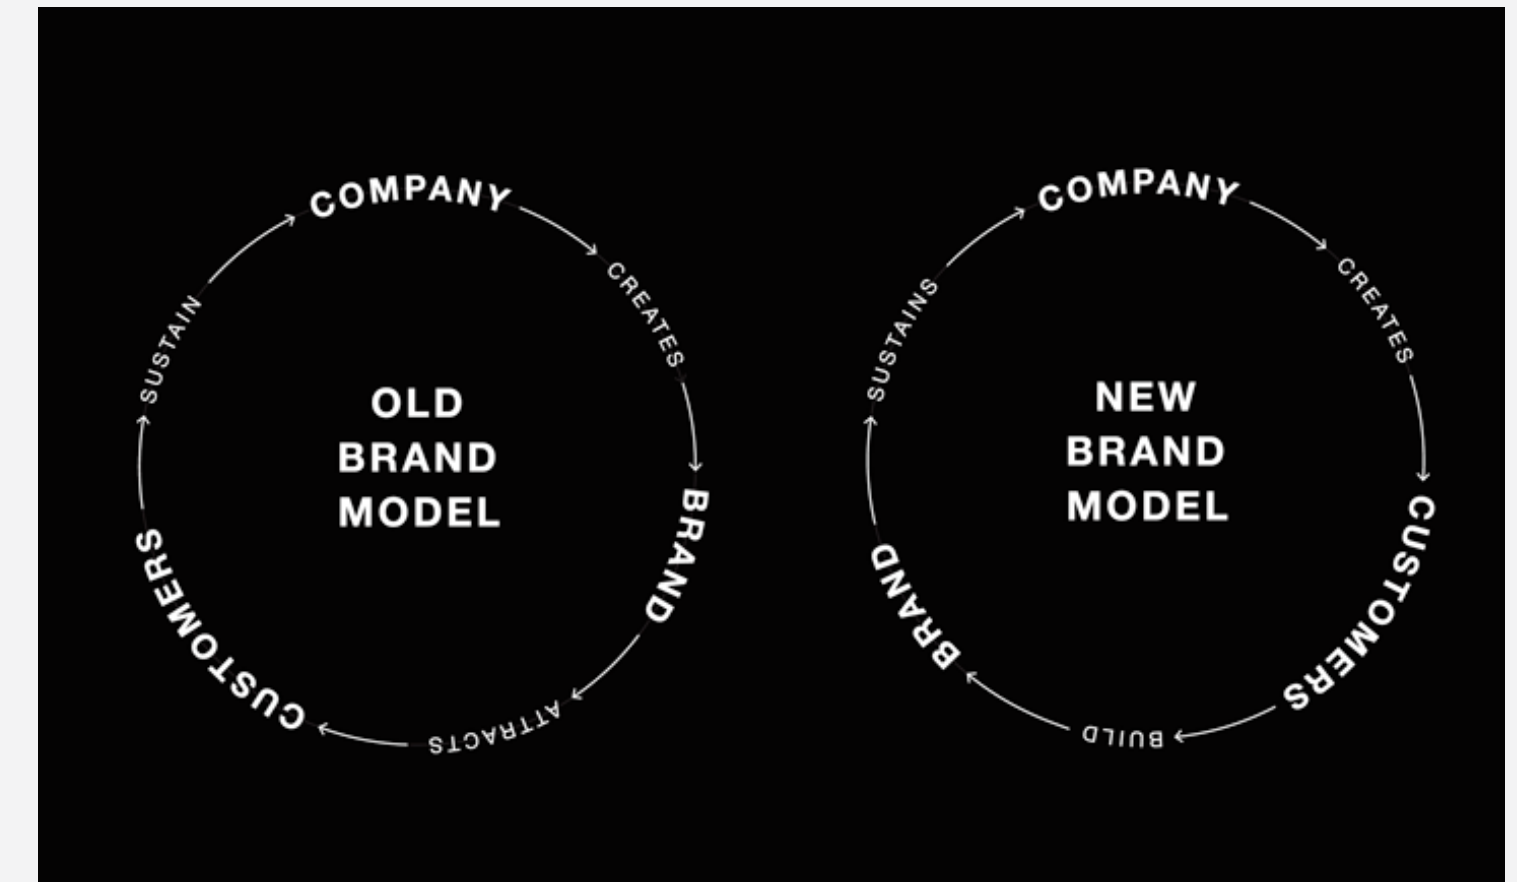 COMPANY
CREATES
BRAND
ATTRACTS
CUSTOMERS
SUSTAIN
OLD
BRAND
MODEL
COMPANY
CREATES
CUSTOMERS
BUILD
BRAND
SUSTAINS
NEW
BRAND
MODEL